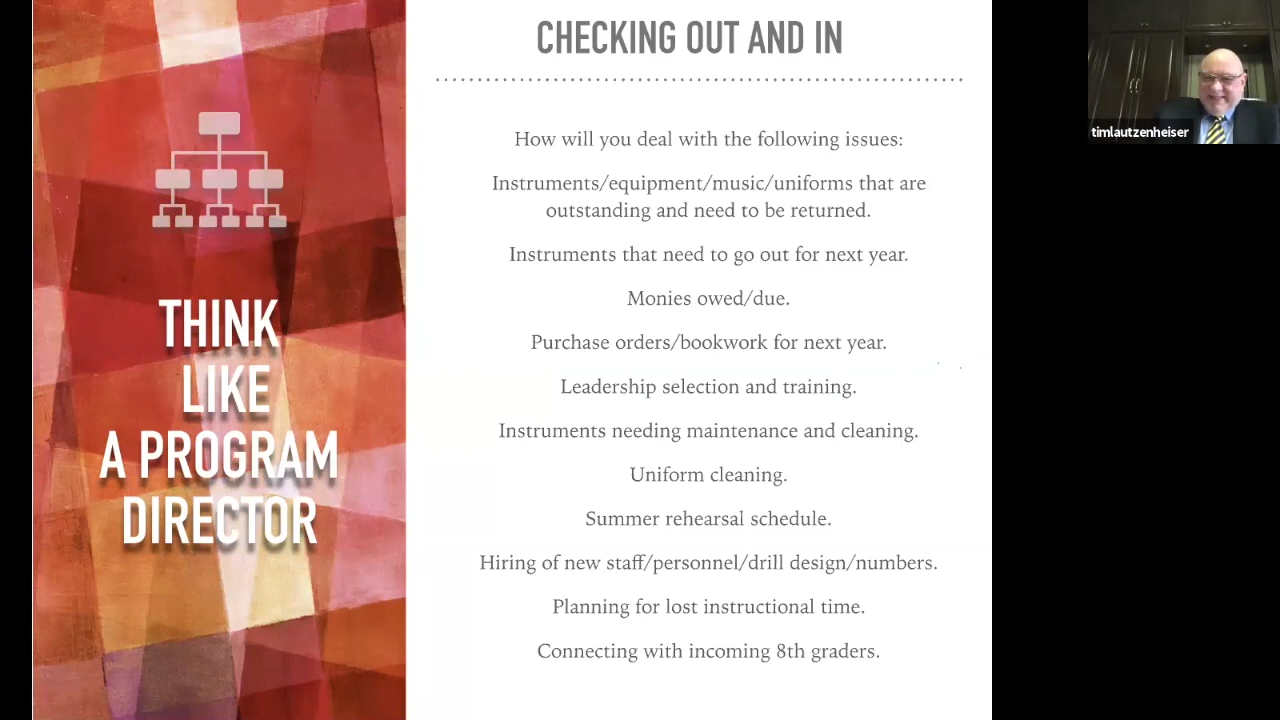 CHECKING OUT AND IN
THINK
LIKE
A PROGRAM
DIRECTOR
How will you deal with the following issues:
Instruments/equipment/music/uniforms that are
outstanding and need to be returned.
Instruments that need to go out for next year.
Monies owed/due.
Purchase orders/bookwork for next year.
Leadership selection and training.
Instruments needing maintenance and cleaning.
Uniform cleaning.
Summer rehearsal schedule.
Hiring of new staff/personnel/drill design/numbers.
Planning for lost instructional time.
Connecting with incoming 8th graders.
timlautzenheiser